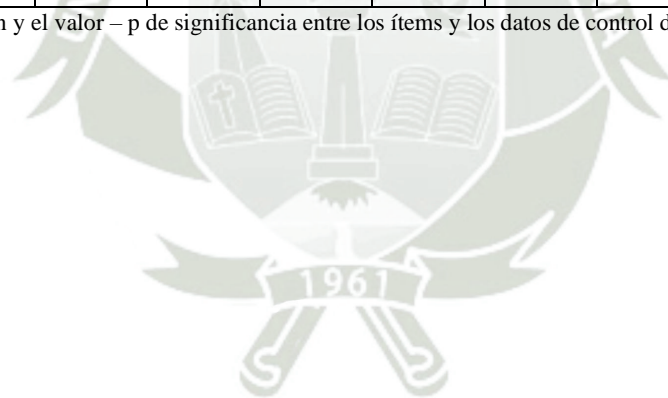 n y el valor – p de significancia entre los ítems y los datos de control d
1961